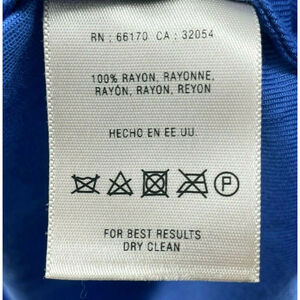 RN : 66170 CA : 32054
100% RAYON, RAYONNE,
RAYÓN, RAYON, REYON
HECHO EN EE.UU.
P
FOR BEST RESULTS
DRY CLEAN